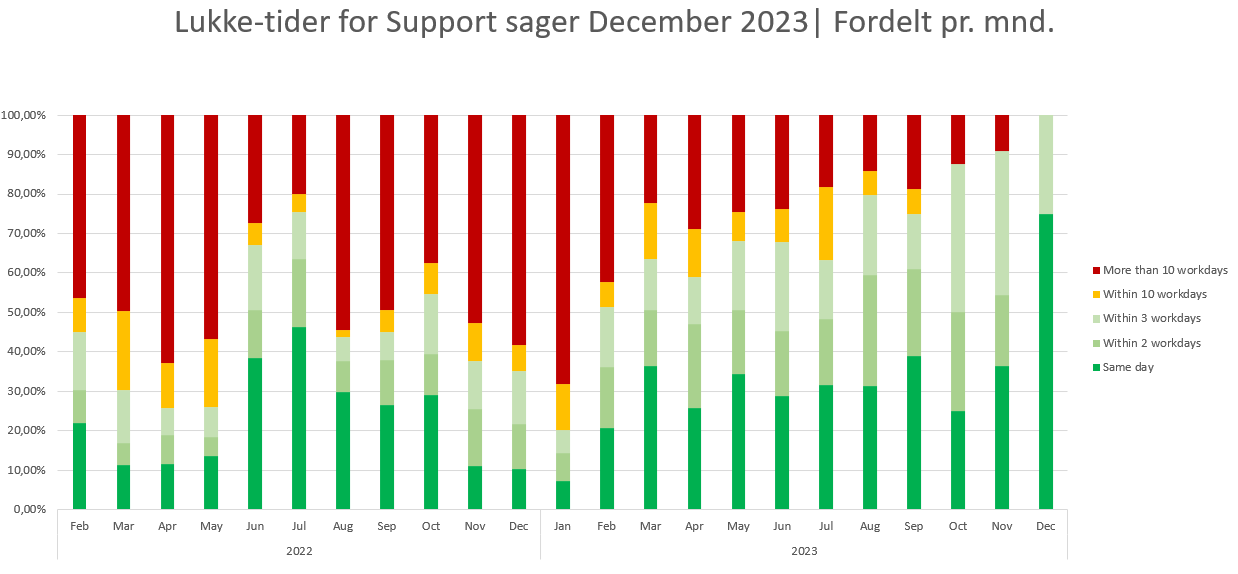 Lukke-tider for Support sager December 2023| Fordelt pr. mnd.
100,00%
90,00%
80,00%
70,00%
60,00%
50,00%
40,00%
30,00%
20,00%
10,00%
0,00%
Feb Mar Apr May Jun Jul Aug Sep Oct Nov Dec Jan Feb Mar Apr May Jun Jul Aug Sep Oct Nov Dec
2022 2023
More than 10 workdays
Within 10 workdays
Within 3 workdays
Within 2 workdays
Same day